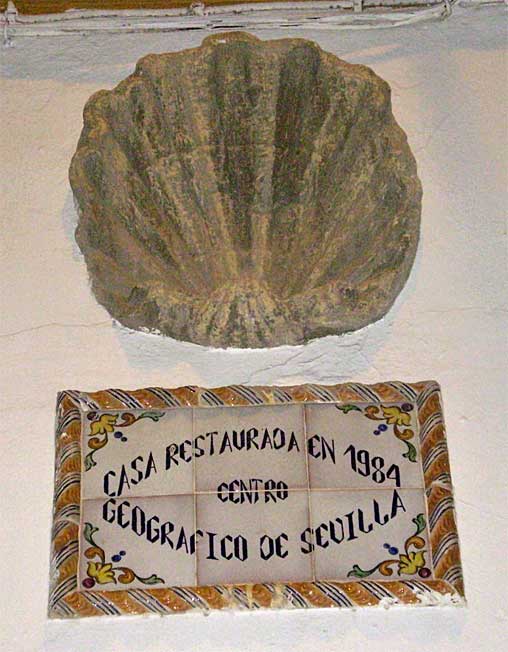 CASA RESTAURADA EN 1984
CENTRO
GEOGRAFICO DE SEVILLA